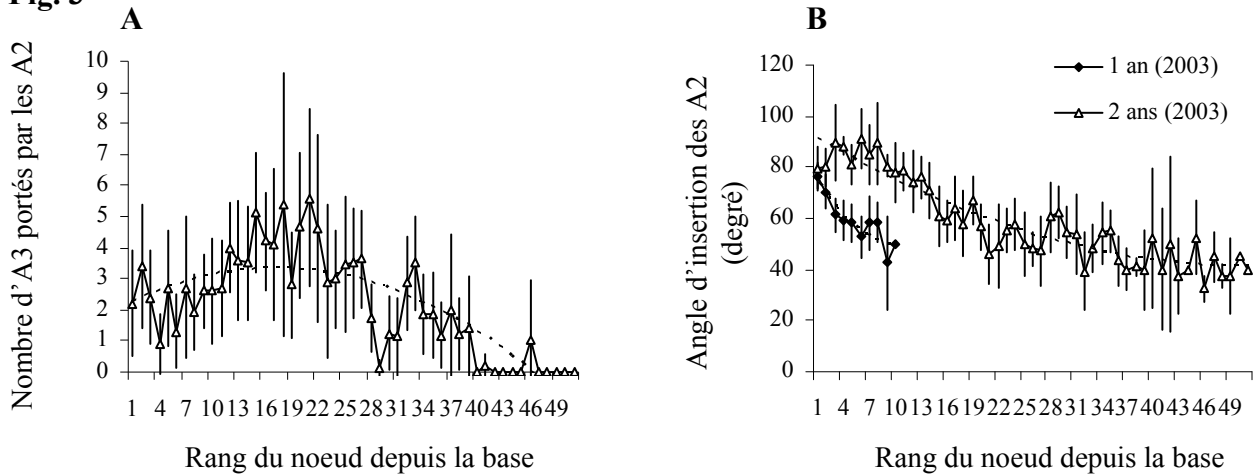 A
Nombre d'A3 portés par les A2
10
9
8
7
6
5
4
3
2
1
0
1 4 7 10 13 16 19 22 25 28 31 34 37 40 43 46 49
Rang du noeud depuis la base
B
Angle d'insertion des A2
(degré)
120
100
80
60
40
20
0
1 an (2003)
2 ans (2003)
1 4 7 10 13 16 19 22 25 28 31 34 37 40 43 46 49
Rang du noeud depuis la base